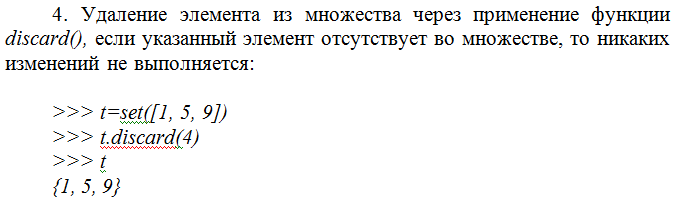 4. Удаление элемента из множества через применение функции
discard(), если указанный элемент отсутствует во множестве, то никаких
изменений не выполняется:
>>> t=set([1, 5, 9])
>>> t.discard(4)
>>> t
{1, 5, 9}